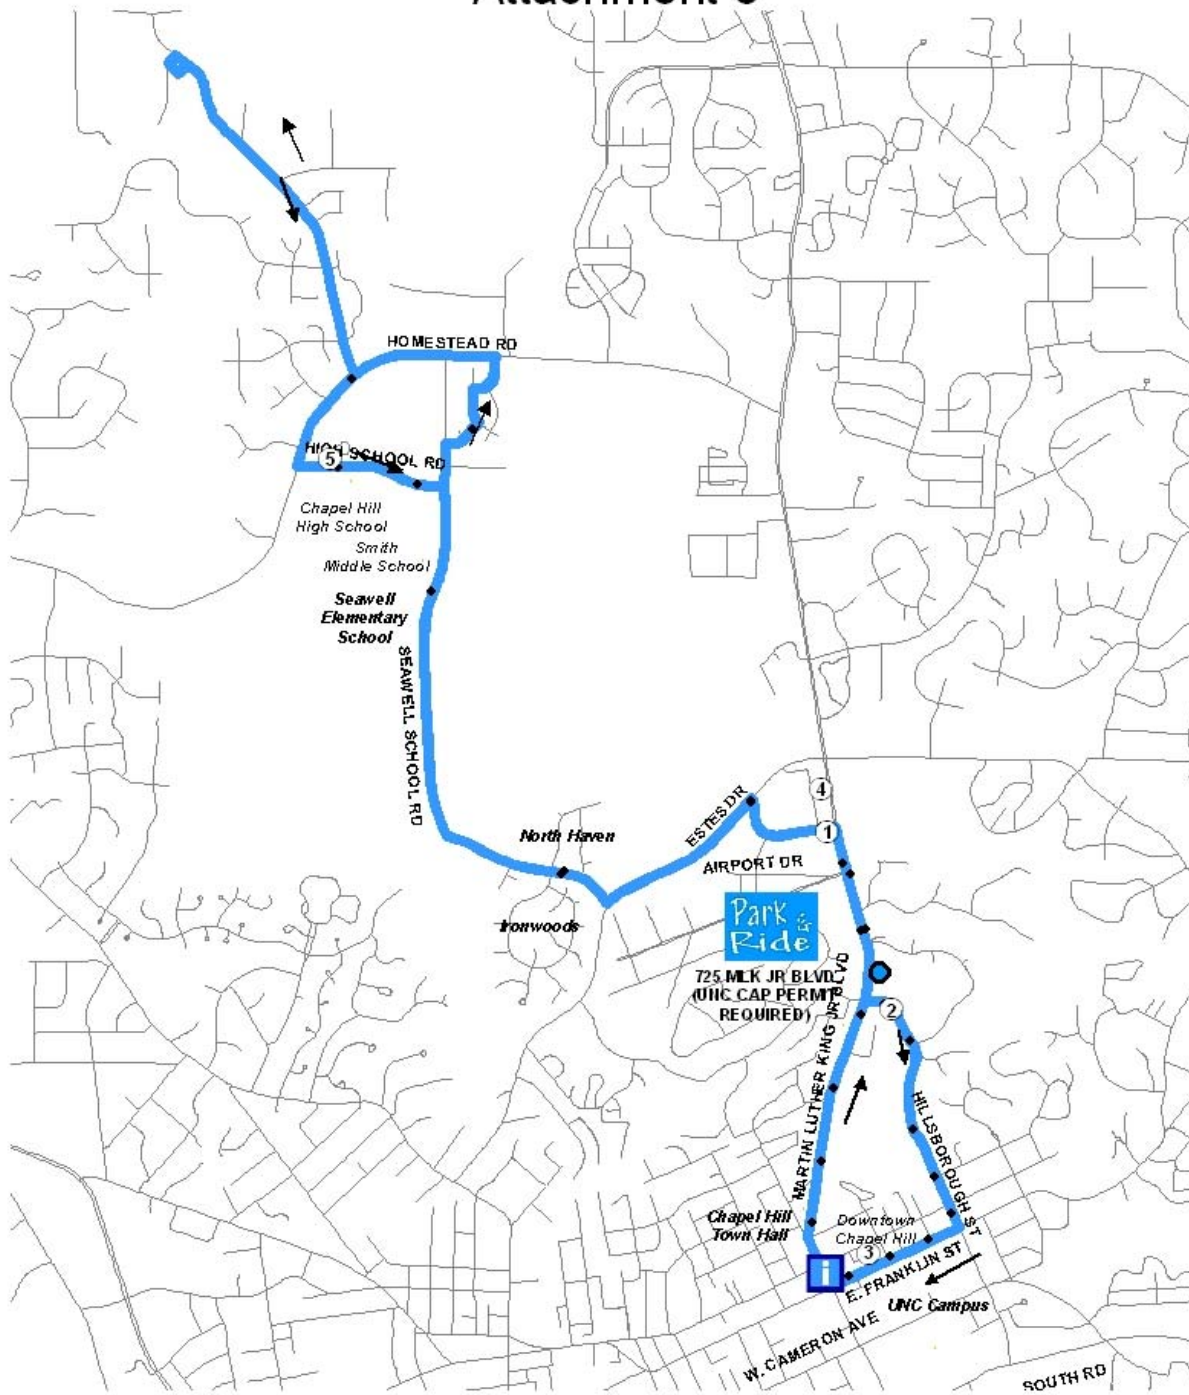 HOMESTEAD RD
HIGH SCHOOL RD
5
Chapel Hill
High School
Smith
Middle School
Seawell
Elementary
School
SEAWELL SCHOOL RD
4
ESTES DR
1
North Haven
AIRPORT DR
Park &
Ride
Ironwoods
725 MLK JR BLVD
(UNC CAP PERMIT
REQUIRED)
MARTIN LUTHER KING JR BLVD
2
HILLSBOROUGH ST
Chapel Hill
Town Hall
Downtown
Chapel Hill
3
i
E. FRANKLIN ST
UNC Campus
W. CAMERON AVE
SOUTH RD